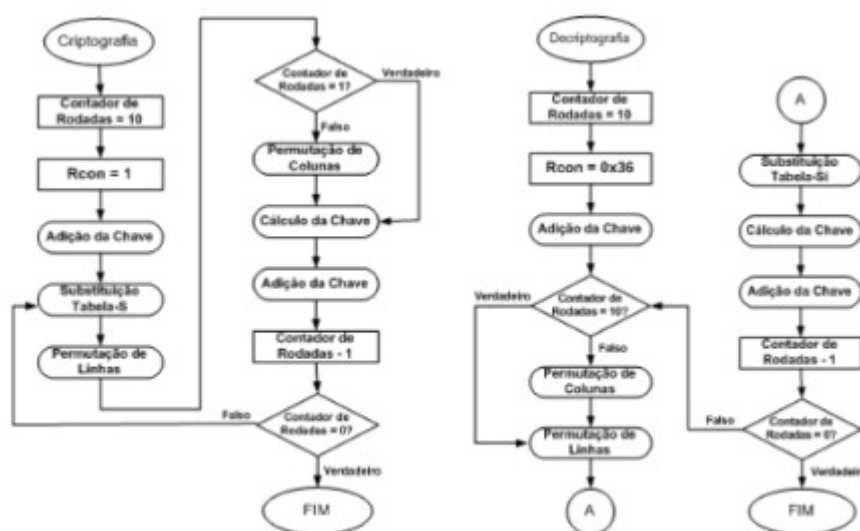 Criptografia
Contador de
Rodadas = 10
Rcon = 1
Adição da Chave
Substituição
Tabela-S
Permutação de
Linhas
Contador de
Rodadas = 1?
Verdadeiro
Falso
Permutação de
Colunas
Cálculo da Chave
Adição da Chave
Contador de
Rodadas - 1
Contador de
Rodadas = 0?
Falso
Verdadeiro
FIM
Decriptografia
Contador de
Rodadas = 10
Rcon = 0x36
Adição da Chave
Contador de
Rodadas = 10?
Verdadeiro
Falso
Permutação de
Colunas
Permutação de
Linhas
A
A
Substituição
Tabela-Si
Cálculo da Chave
Adição da Chave
Contador de
Rodadas - 1
Contador de
Rodadas = 0?
Falso
Verdadeiro
FIM